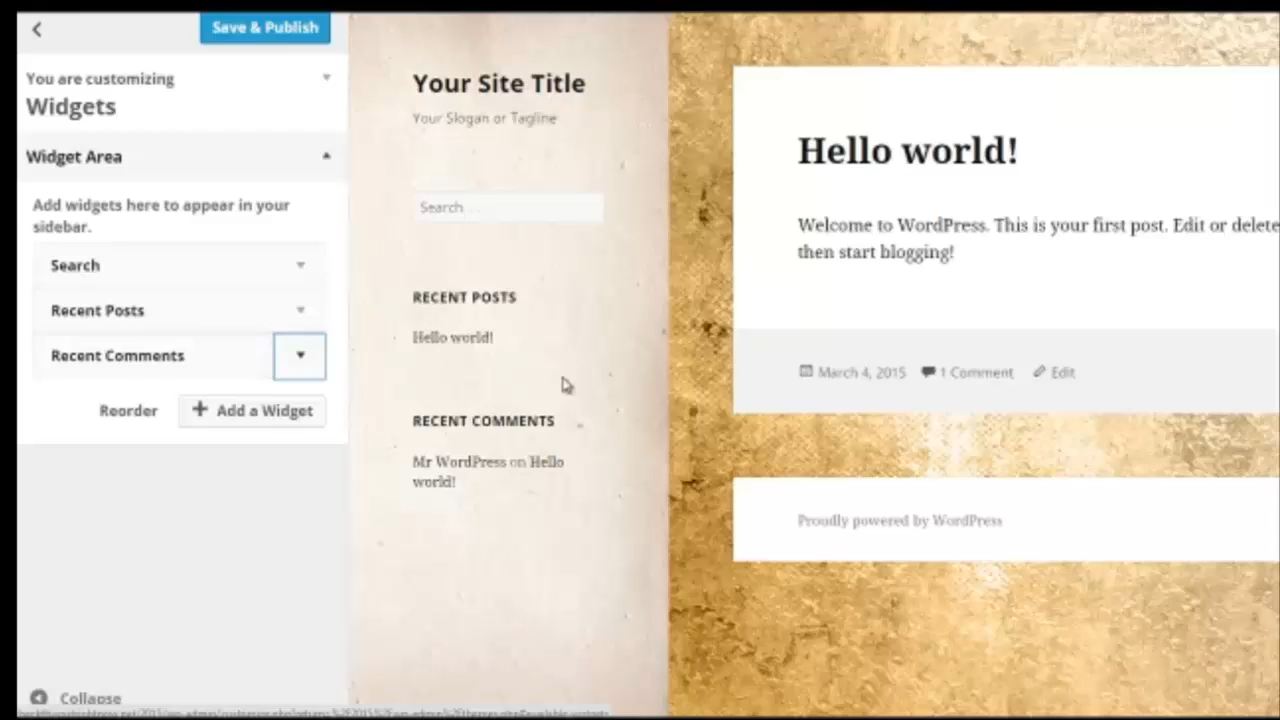 Save & Publish
You are customizing
Widgets
Widget Area
Add widgets here to appear in your
sidebar.
Search
Recent Posts
Recent Comments
Reorder
Add a Widget
Collapse
Your Site Title
Your Slogan or Tagline
Search ...
RECENT POSTS
Hello world!
RECENT COMMENTS
Mr WordPress on Hello
world!
Hello world!
Welcome to WordPress. This is your first post. Edit or delete
then start blogging!
March 4, 2015 1 Comment Edit
Proudly powered by WordPress